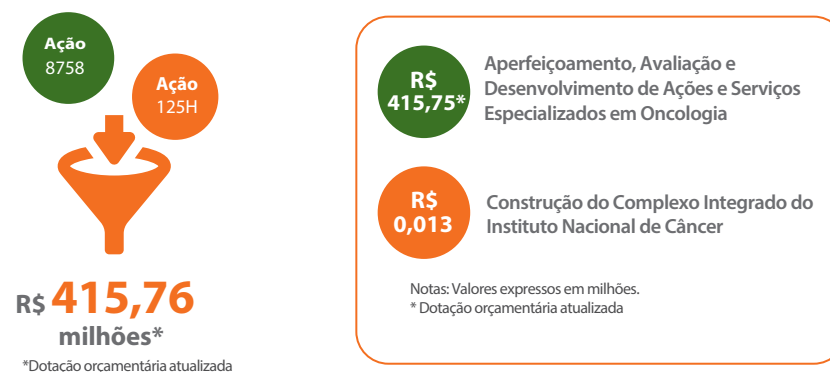 Ação
8758
Ação
125H
R$ 415,76
milhões*
*Dotação orçamentária atualizada
R$
415,75*
Aperfeiçoamento, Avaliação e
Desenvolvimento de Ações e Serviços
Especializados em Oncologia
R$
0,013
Construção do Complexo Integrado do
Instituto Nacional de Câncer
Notas: Valores expressos em milhões.
* Dotação orçamentária atualizada